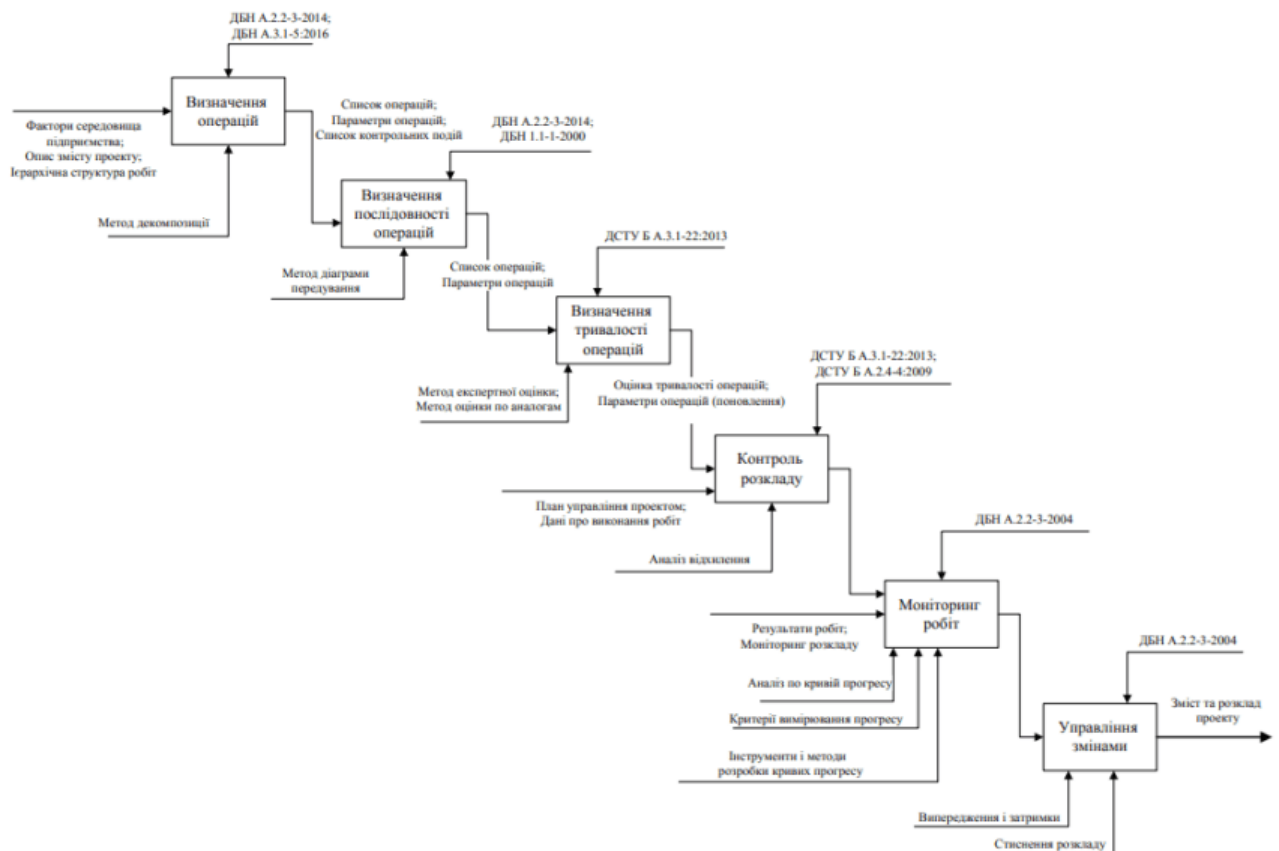 ДБН А.2.2-3-2014;
ДБН А.3.1-5:2016
Визначення
операцій
Фактори середовища
підприємства;
Опис змісту проекту;
Ієрархічна структура робіт
Метод декомпозиції
Список операцій;
Параметри операцій;
Список контрольних подій
ДБН А.2.2-3-2014;
ДБН 1.1-1-2000
Визначення
послідовності
операцій
Метод діаграми
передування
Список операцій;
Параметри операцій
ДСТУ Б А.3.1-22:2013
Визначення
тривалості
операцій
Метод експертної оцінки;
Метод оцінки по аналогам
Оцінка тривалості операцій;
Параметри операцій (поновлення)
ДСТУ Б А.3.1-22:2013;
ДСТУ Б А.2.4-4:2009
Контроль
розкладу
План управління проектом;
Дані про виконання робіт
Аналіз відхилення
ДБН А.2.2-3-2004
Моніторинг
робіт
Результати робіт;
Моніторинг розкладу
Аналіз по кривій прогресу
Критерії вимірювання прогресу
Інструменти і методи
розробки кривих прогресу
ДБН А.2.2-3-2004
Управління
змінами
Зміст та розклад
проекту
Випередження і затримки
Стиснення розкладу